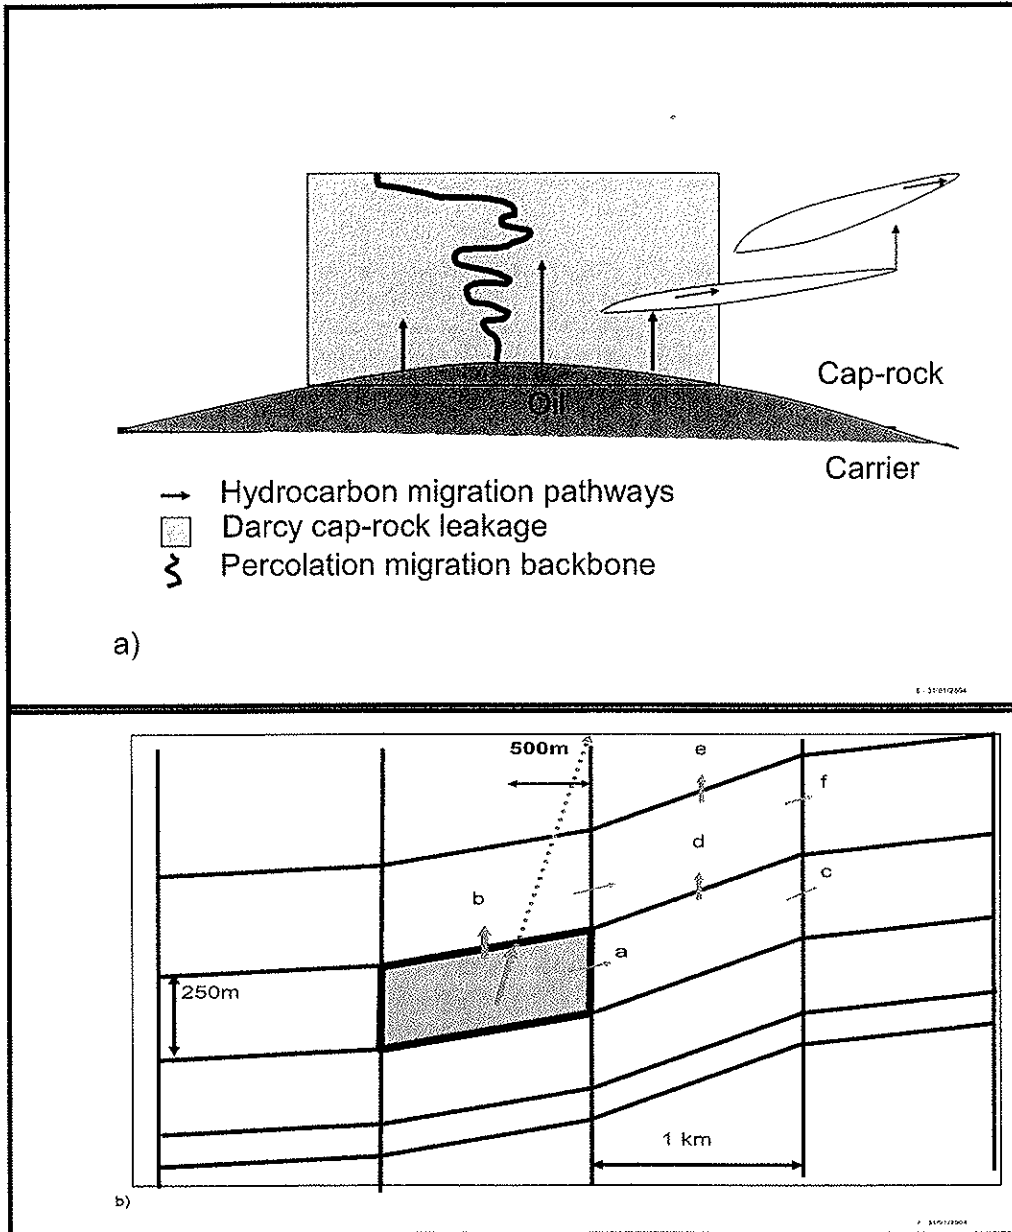 Oil
Cap-rock
Carrier
Hydrocarbon migration pathways
Darcy cap-rock leakage
Percolation migration backbone
a)
500m
e
f
d
b
c
a
250m
1 km
b)